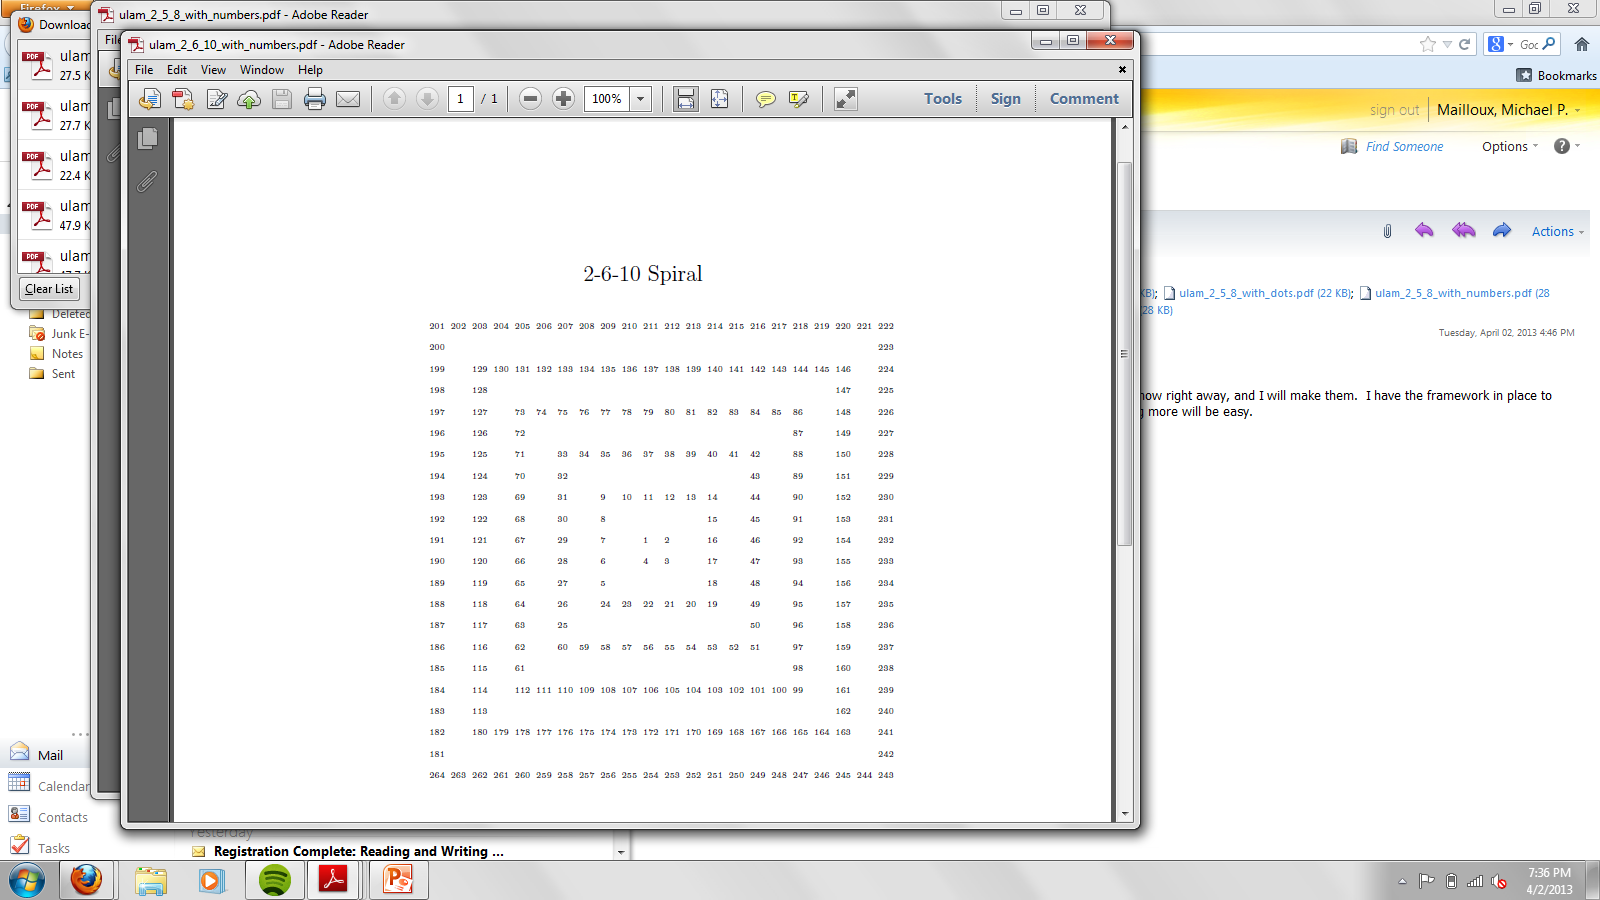 Firefox
ulam_2_5_8_with_numbers.pdf - Adobe Reader
Download
ulam_2_6_10_with_numbers.pdf - Adobe Reader
File Edit View Window Help
1 / 1 100% Tools Sign Comment
Bookmarks
sign out Mailloux, Michael P.
Find Someone Options
Actions
ulam
27.5 K
ulam
27.7 K
ulam
22.4 K
ulam
47.9 K
ulam
Clear List
Deleted
Junk E-
Notes
Sent
KB); ulam_2_5_8_with_dots.pdf (22 KB); ulam_2_5_8_with_numbers.pdf (28
28 KB)
Tuesday, April 02, 2013 4:46 PM
now right away, and I will make them. I have the framework in place to
more will be easy.
2-6-10 Spiral
201 202 203 204 205 206 207 208 209 210 211 212 213 214 215 216 217 218 219 220 221 222
200 223
199 129 130 131 132 133 134 135 136 137 138 139 140 141 142 143 144 145 146 224
198 128 147 225
197 127 73 74 75 76 77 78 79 80 81 82 83 84 85 86 148 226
196 126 72 87 149 227
195 125 71 33 34 35 36 37 38 39 40 41 42 88 150 228
194 124 70 32 43 89 151 229
193 123 69 31 9 10 11 12 13 14 44 90 152 230
192 122 68 30 8 15 45 91 153 231
191 121 67 29 7 1 2 16 46 92 154 232
190 120 66 28 6 4 3 17 47 93 155 233
189 119 65 27 5 18 48 94 156 234
188 118 64 26 24 23 22 21 20 19 49 95 157 235
187 117 63 25 50 96 158 236
186 116 62 60 59 58 57 56 55 54 53 52 51 97 159 237
185 115 61 98 160 238
184 114 112 111 110 109 108 107 106 105 104 103 102 101 100 99 161 239
183 113 162 240
182 180 179 178 177 176 175 174 173 172 171 170 169 168 167 166 165 164 163 241
181 242
264 263 262 261 260 259 258 257 256 255 254 253 252 251 250 249 248 247 246 245 244 243
Mail
Calendar
Contacts
Tasks
Yesterday
Registration Complete: Reading and Writing ...
7:36 PM
4/2/2013